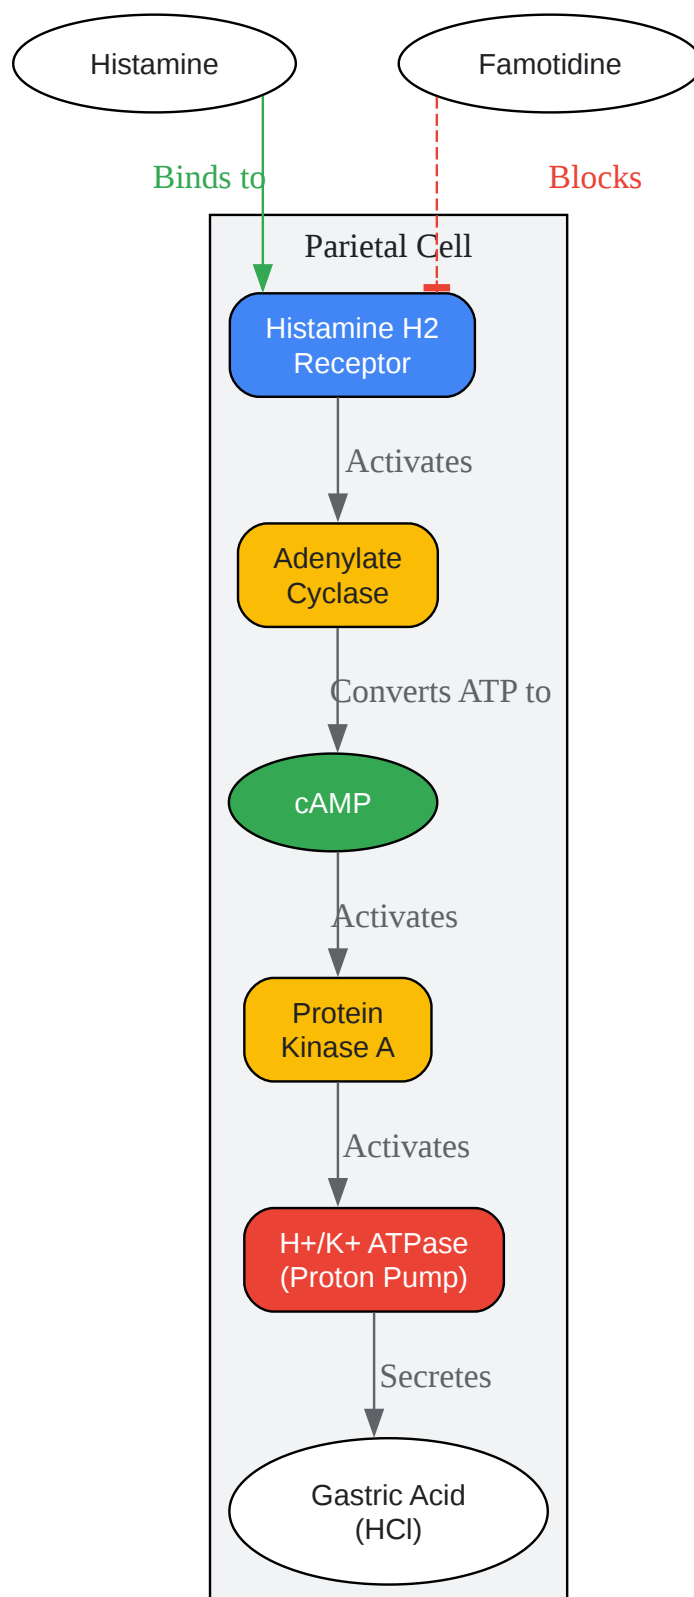 Histamine
Famotidine
Binds to
Blocks
Parietal Cell
Histamine H2
Receptor
Activates
Adenylate
Cyclase
Converts ATP to
cAMP
Activates
Protein
Kinase A
Activates
H+/K+ ATPase
(Proton Pump)
Secretes
Gastric Acid
(HCl)